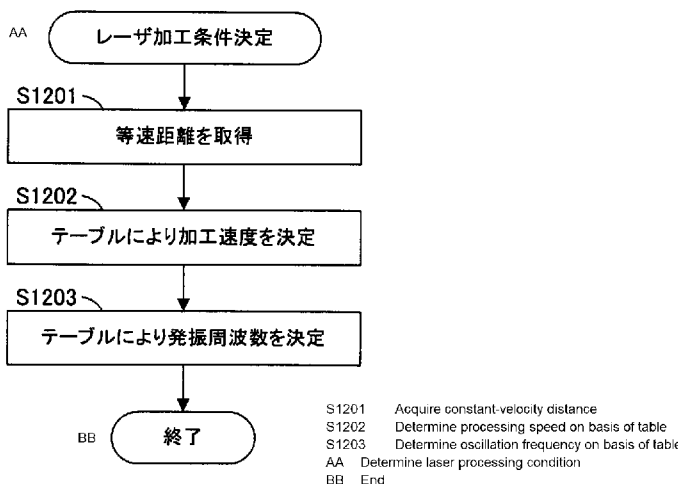 AA
レーザ加工条件決定
S1201
等速距離を取得
S1202
テーブルにより加工速度を決定
S1203
テーブルにより発振周波数を決定
BB
終了
S1201 Acquire constant-velocity distance
S1202 Determine processing speed on basis of table
S1203 Determine oscillation frequency on basis of table
AA Determine laser processing condition
BB End